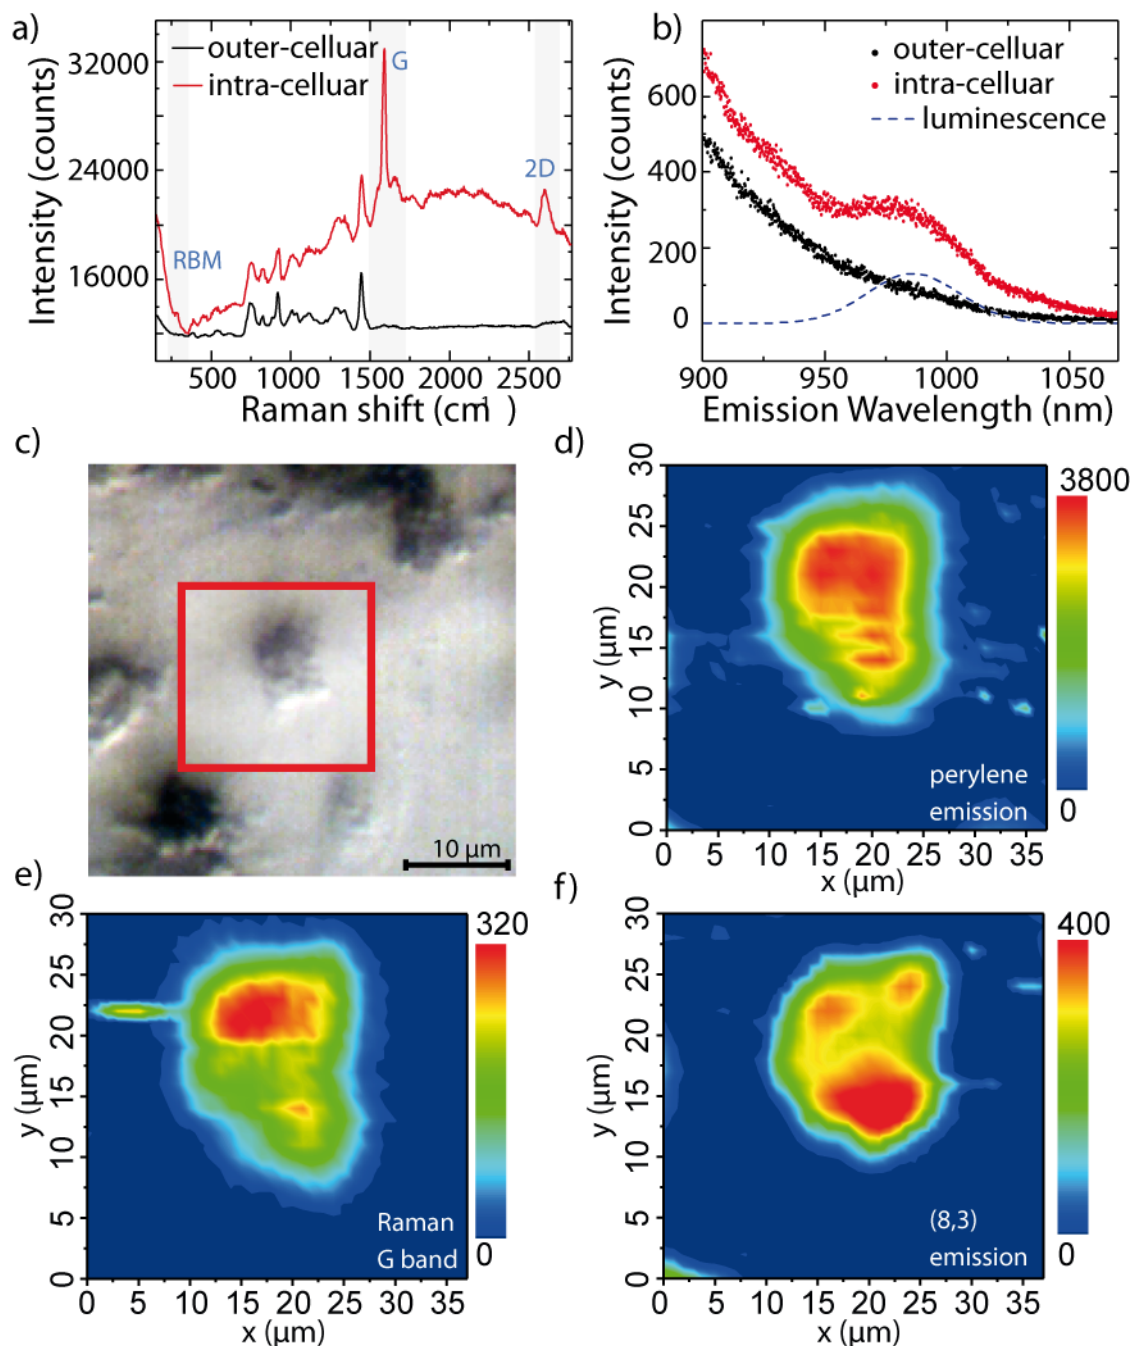 a)
outer-celluar
intra-celluar
G
2D
RBM
Intensity (counts)
32000
24000
16000
500 1000 1500 2000 2500
Raman shift (cm¹ )
b)
outer-celluar
intra-celluar
luminescence
Intensity (counts)
600
400
200
0
900 950 1000 1050
Emission Wavelength (nm)
c)
10 µm
d)
3800
0
perylene
emission
y (µm)
30
25
20
15
10
5
0
0 5 10 15 20 25 30 35
x (µm)
e)
320
0
Raman
G band
y (µm)
30
25
20
15
10
5
0
0 5 10 15 20 25 30 35
x (µm)
f)
400
0
(8,3)
emission
y (µm)
30
25
20
15
10
5
0
0 5 10 15 20 25 30 35
x (µm)